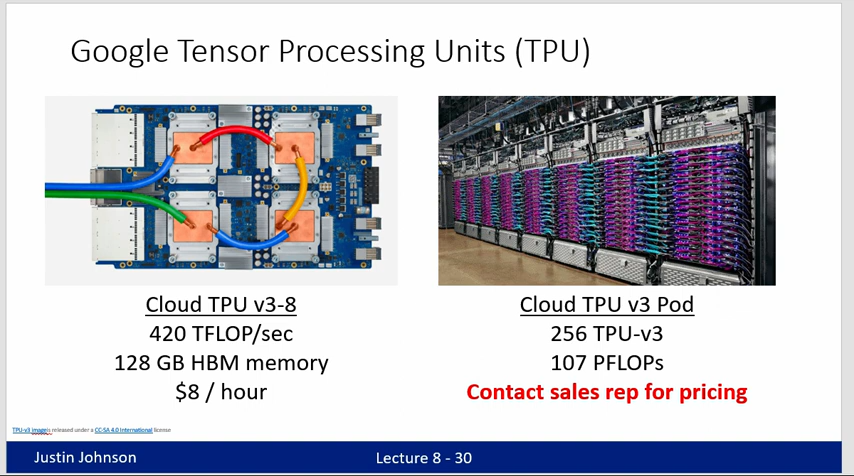 Google Tensor Processing Units (TPU)
Cloud TPU v3-8
420 TFLOP/sec
128 GB HBM memory
$8 / hour
Cloud TPU v3 Pod
256 TPU-v3
107 PFLOPs
Contact sales rep for pricing
TPU-v3 image is released under a CC-SA 4.0 International license
Justin Johnson
Lecture 8 - 30